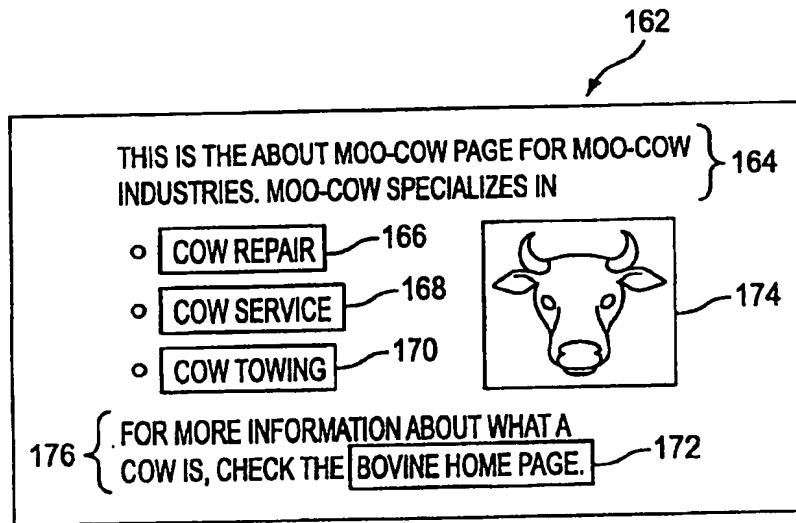 162
THIS IS THE ABOUT MOO-COW PAGE FOR MOO-COW
INDUSTRIES. MOO-COW SPECIALIZES IN
164
COW REPAIR 166
COW SERVICE 168
174
COW TOWING 170
FOR MORE INFORMATION ABOUT WHAT A
176 COW IS, CHECK THE BOVINE HOME PAGE. 172